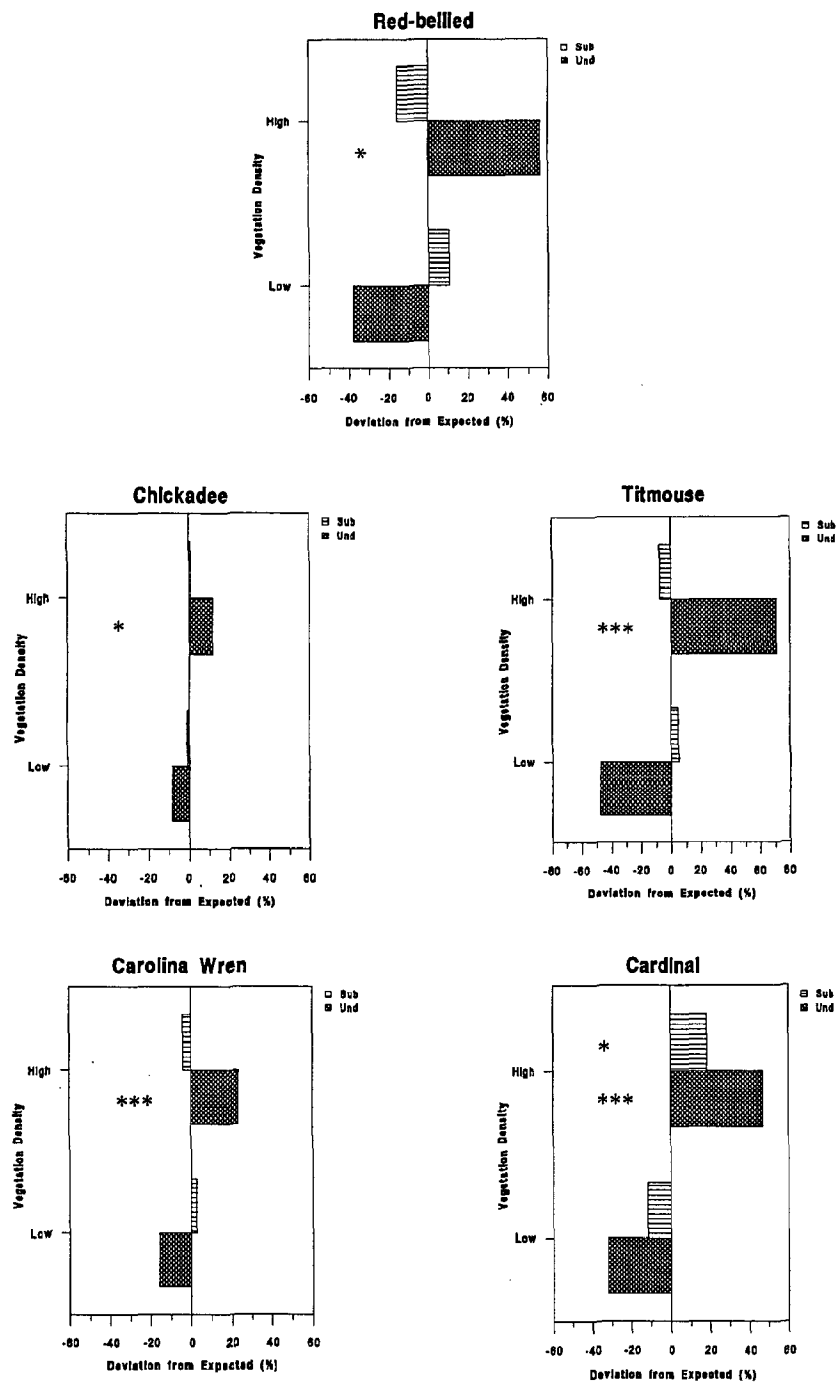 Red-bellied
Sub
Und
High
*
Low
Vegetation Density
-60 -40 -20 0 20 40 60
Deviation from Expected (%)
Chickadee
Sub
Und
High
*
Low
Vegetation Density
-60 -40 -20 0 20 40 60
Deviation from Expected (%)
Titmouse
Sub
Und
High
***
Low
Vegetation Density
-80 -60 -40 -20 0 20 40 60 80
Deviation from Expected (%)
Carolina Wren
Sub
Und
High
***
Low
Vegetation Density
-60 -40 -20 0 20 40 60
Deviation from Expected (%)
Cardinal
Sub
Und
*
High
***
Low
Vegetation Density
-60 -40 -20 0 20 40 60
Deviation from Expected (%)